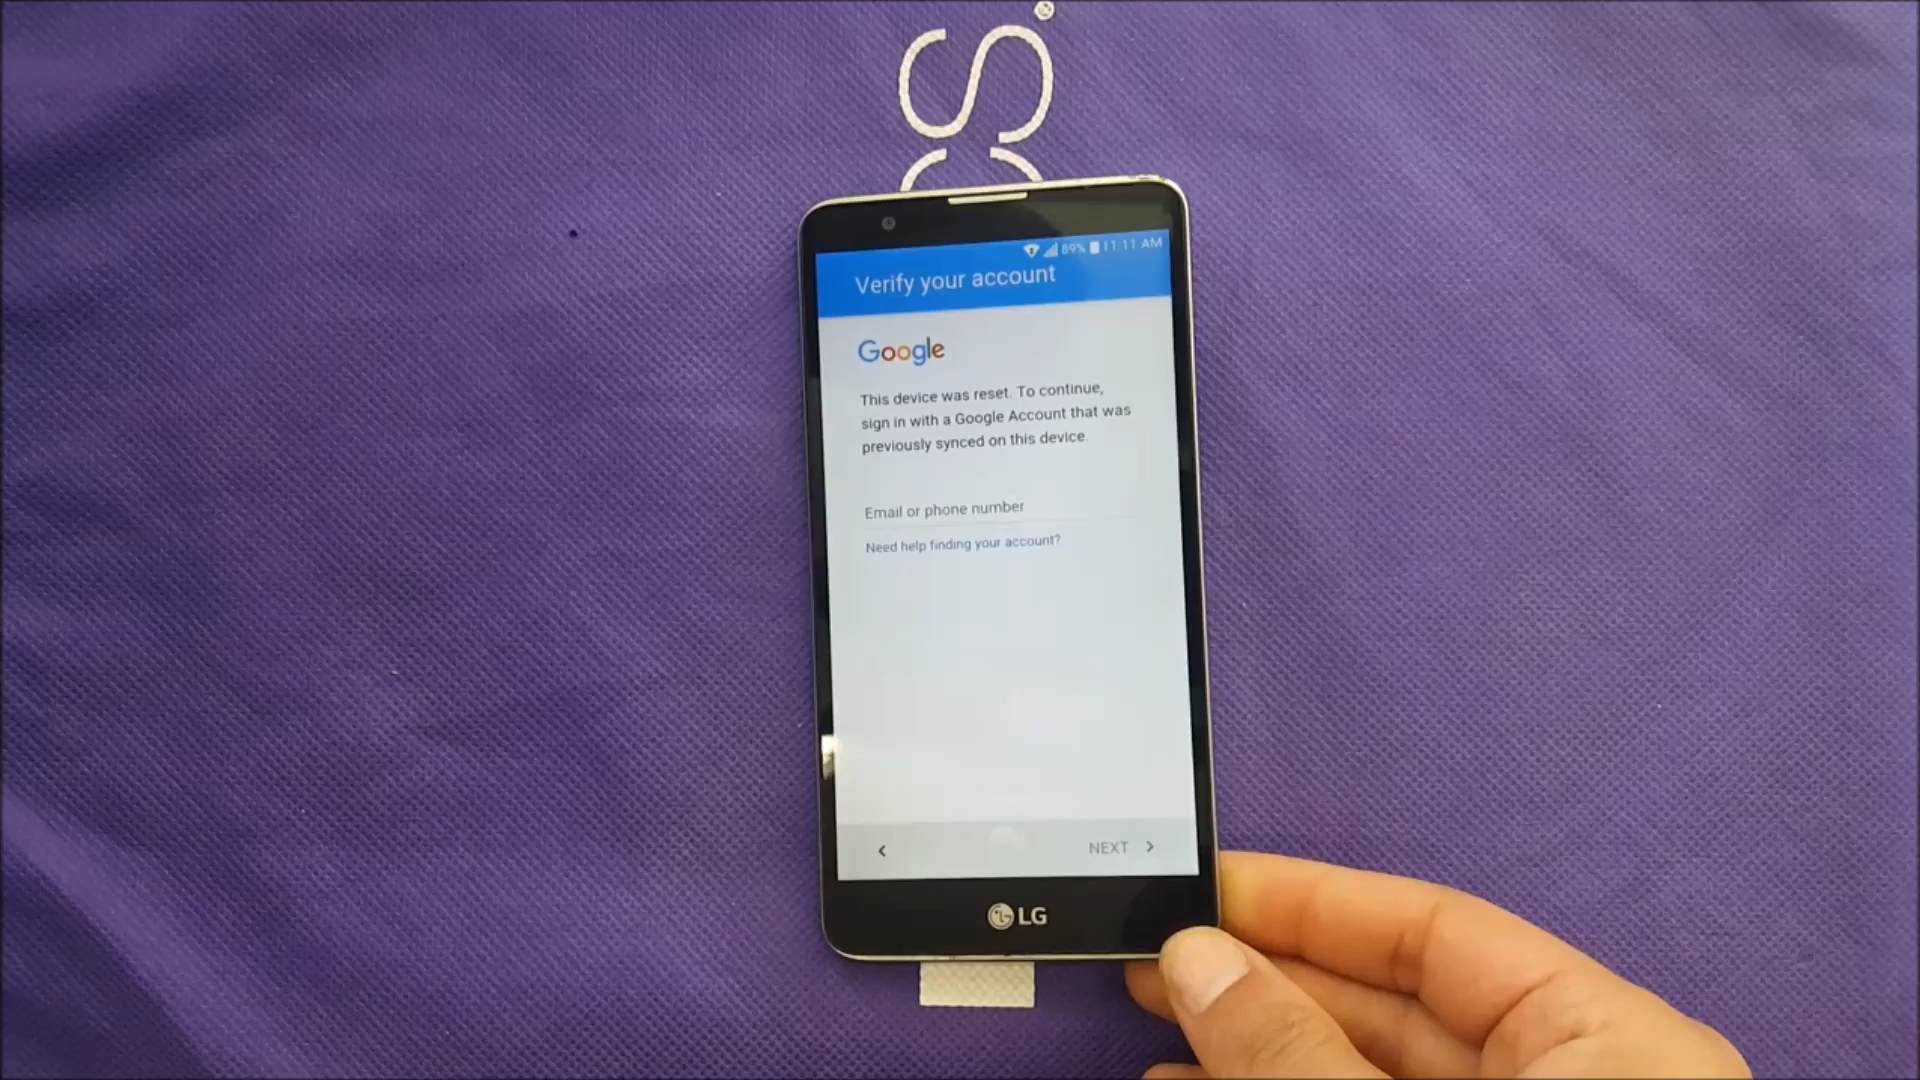 S
89% 11:11 AM
Verify your account
Google
This device was reset. To continue,
sign in with a Google Account that was
previously synced on this device.
Email or phone number
Need help finding your account?
NEXT
LG